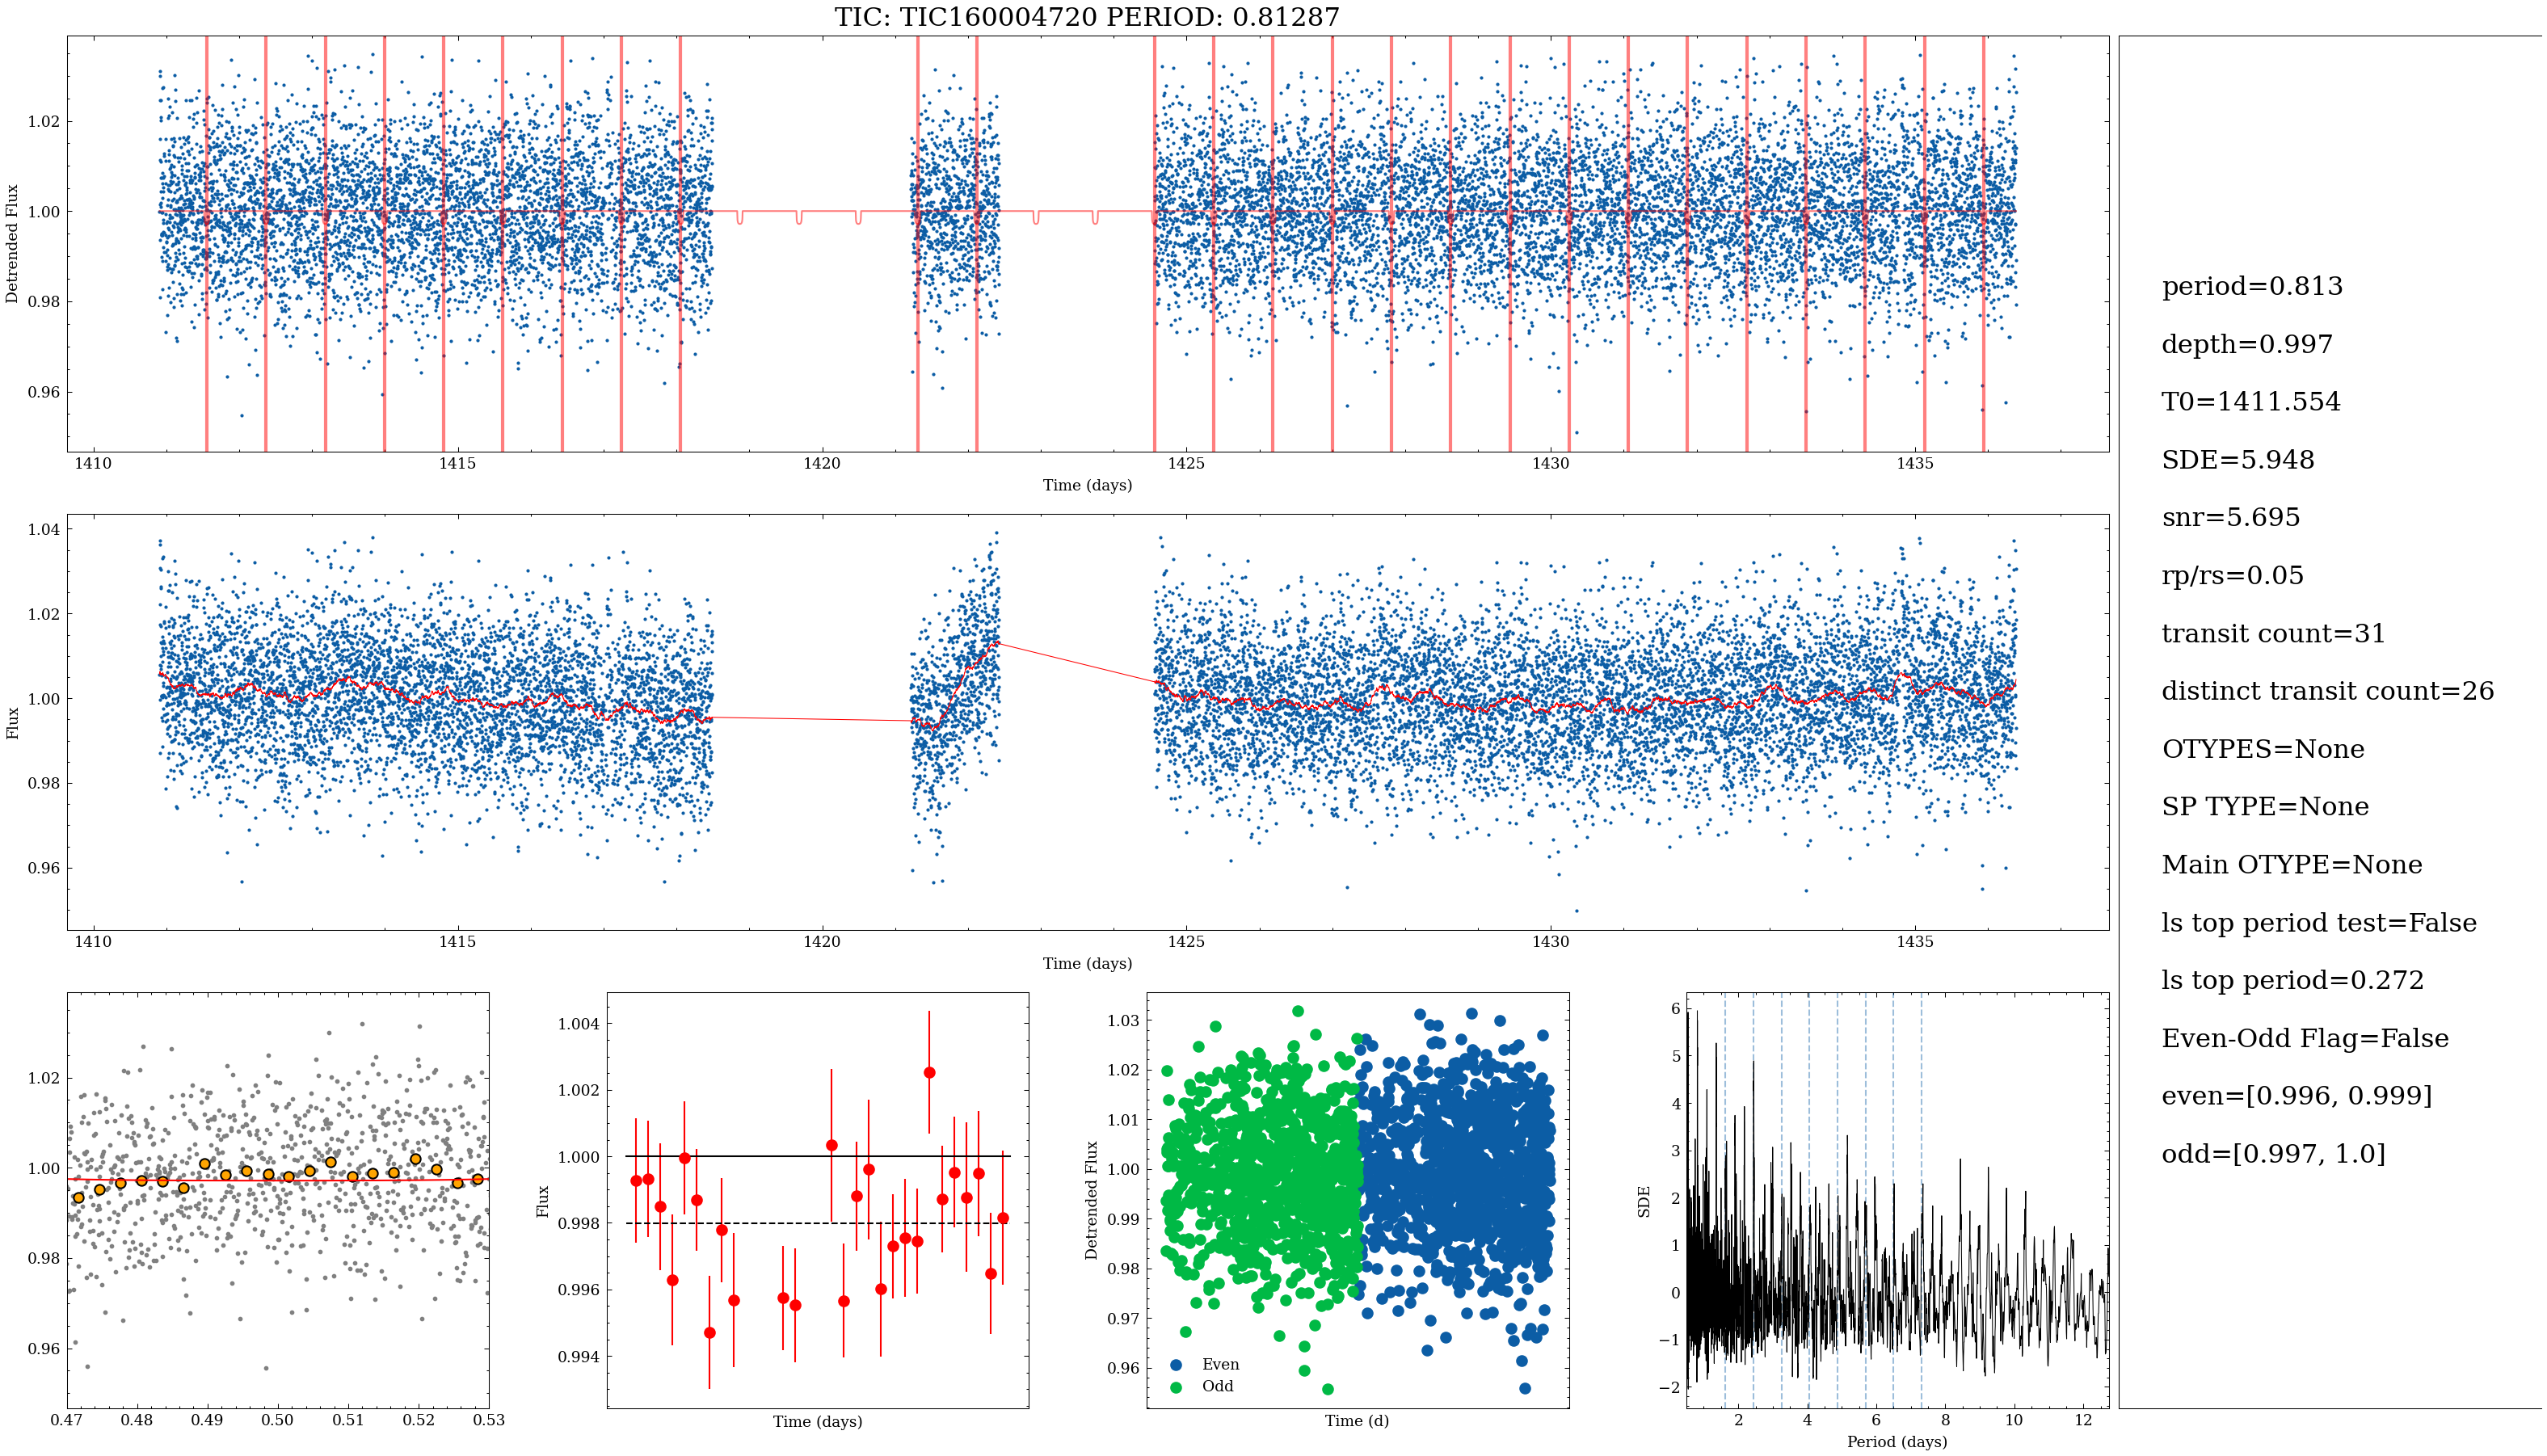 TIC: TIC160004720 PERIOD: 0.81287
Detrended Flux
1.02
1.00
0.98
0.96
1410 1415 1420 1425 1430 1435
Time (days)
Flux
1.04
1.02
1.00
0.98
0.96
1410 1415 1420 1425 1430 1435
Time (days)
1.02
1.00
0.98
0.96
0.47 0.48 0.49 0.50 0.51 0.52 0.53
Flux
1.004
1.002
1.000
0.998
0.996
0.994
Time (days)
Detrended Flux
1.03
1.02
1.01
1.00
0.99
0.98
0.97
0.96
Even
Odd
Time (d)
SDE
6
5
4
3
2
1
0
−1
−2
2 4 6 8 10 12
Period (days)
period=0.813
depth=0.997
T0=1411.554
SDE=5.948
snr=5.695
rp/rs=0.05
transit count=31
distinct transit count=26
OTYPES=None
SP TYPE=None
Main OTYPE=None
ls top period test=False
ls top period=0.272
Even-Odd Flag=False
even=[0.996, 0.999]
odd=[0.997, 1.0]